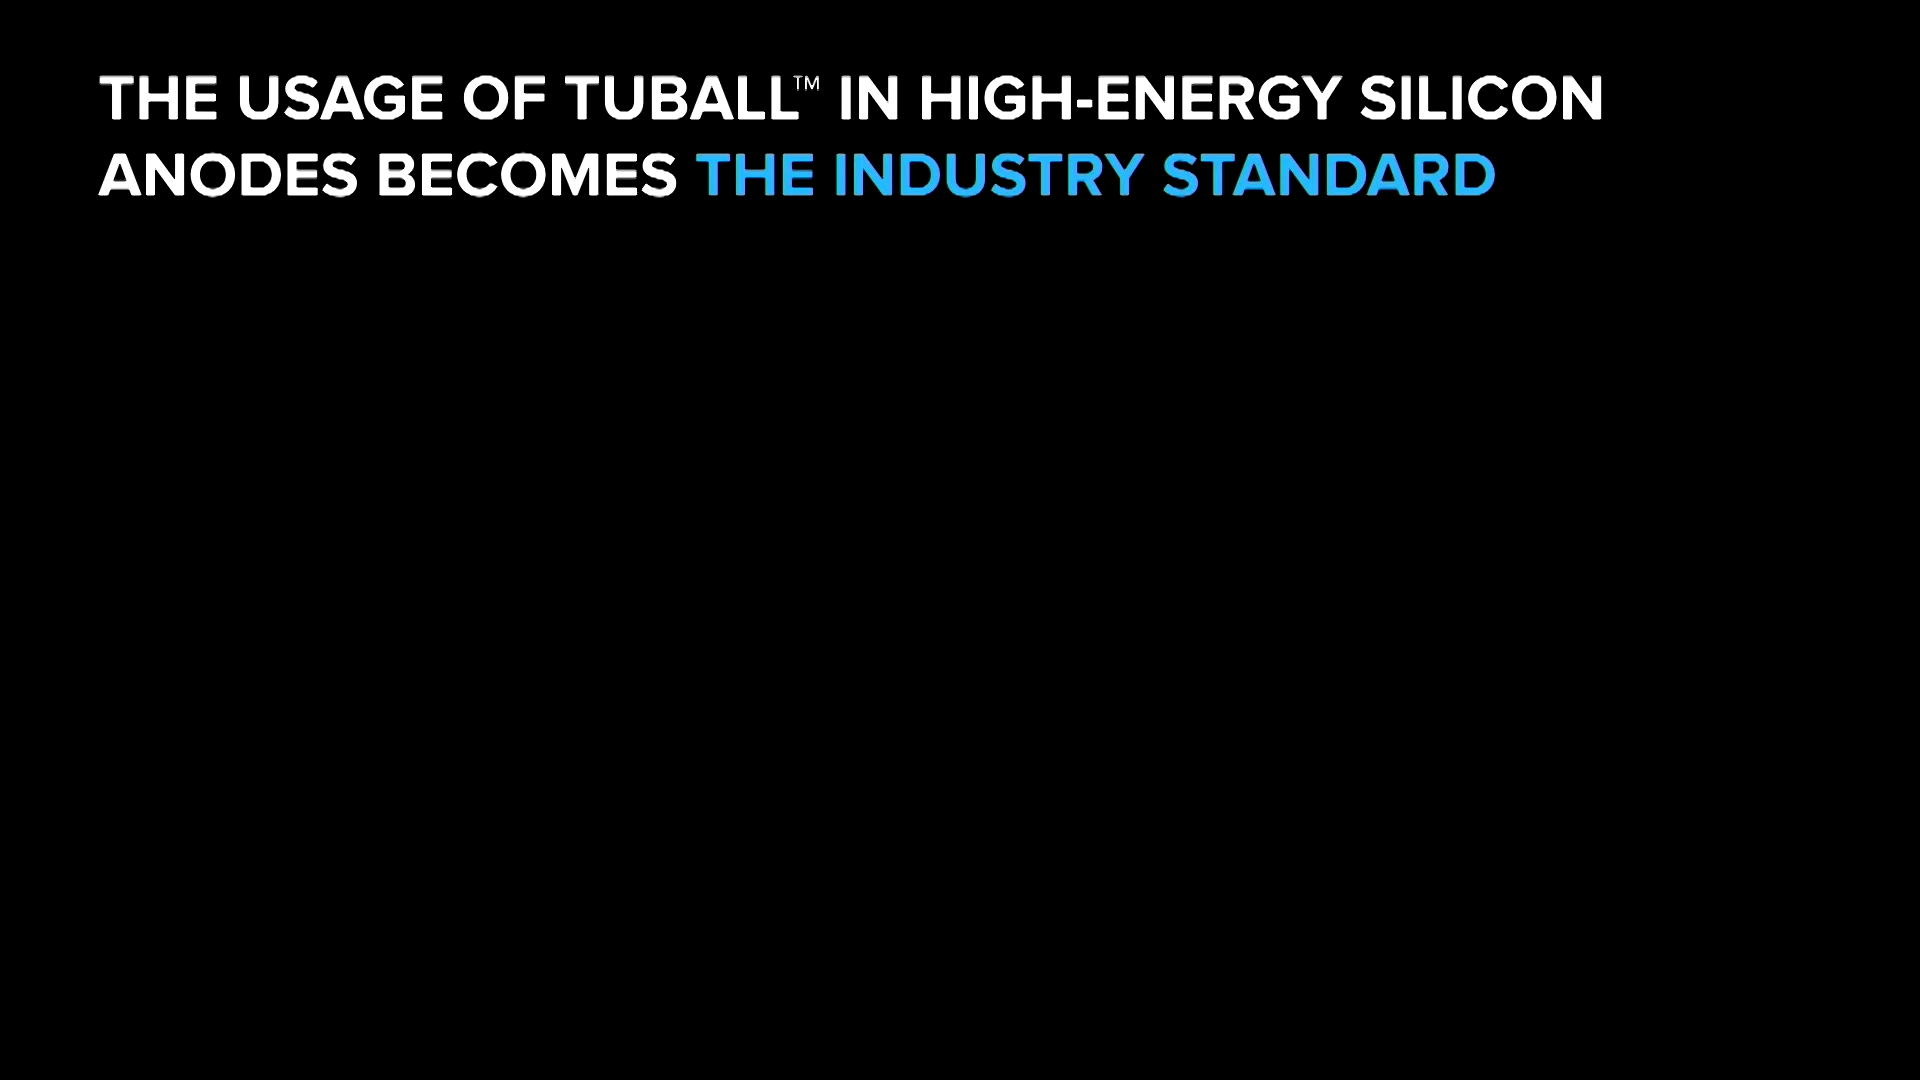 THE USAGE OF TUBALL™ IN HIGH-ENERGY SILICON
ANODES BECOMES THE INDUSTRY STANDARD